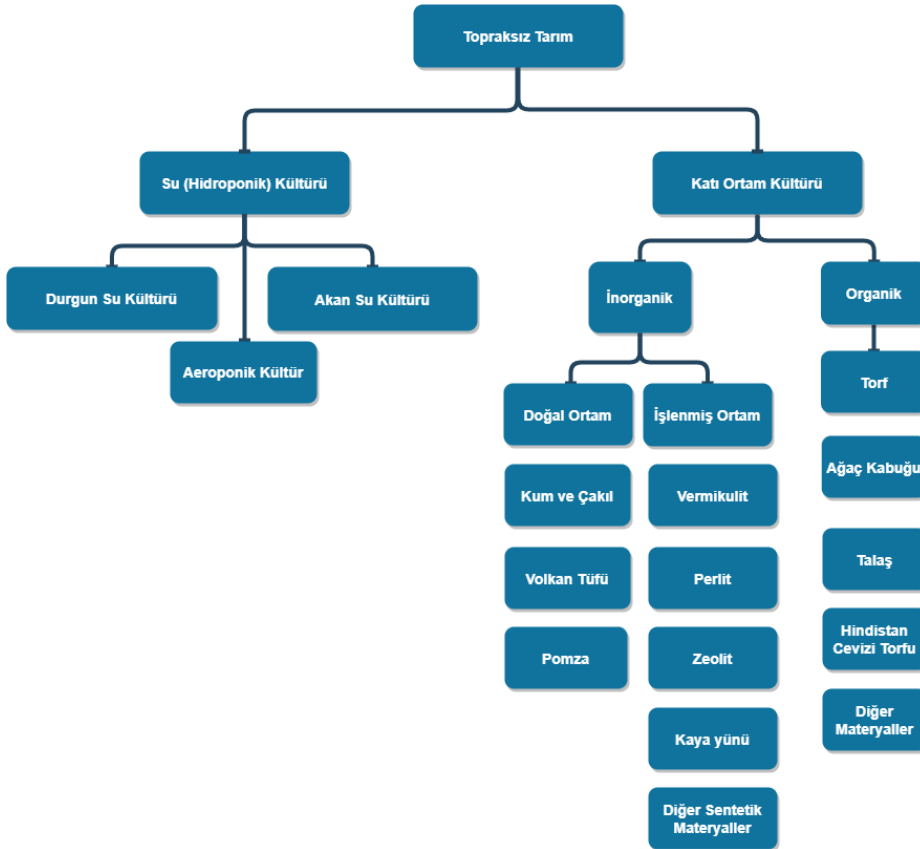 Topraksız Tarım
Su (Hidroponik) Kültürü
Katı Ortam Kültürü
Durgun Su Kültürü
Akan Su Kültürü
Aeroponik Kültür
İnorganik
Organik
Doğal Ortam
Kum ve Çakıl
Volkan Tüfü
Pomza
İşlenmiş Ortam
Vermikulit
Perlit
Zeolit
Kaya yünü
Diğer Sentetik
Materyaller
Torf
Ağaç Kabuğu
Talaş
Hindistan
Cevizi Torfu
Diğer
Materyaller